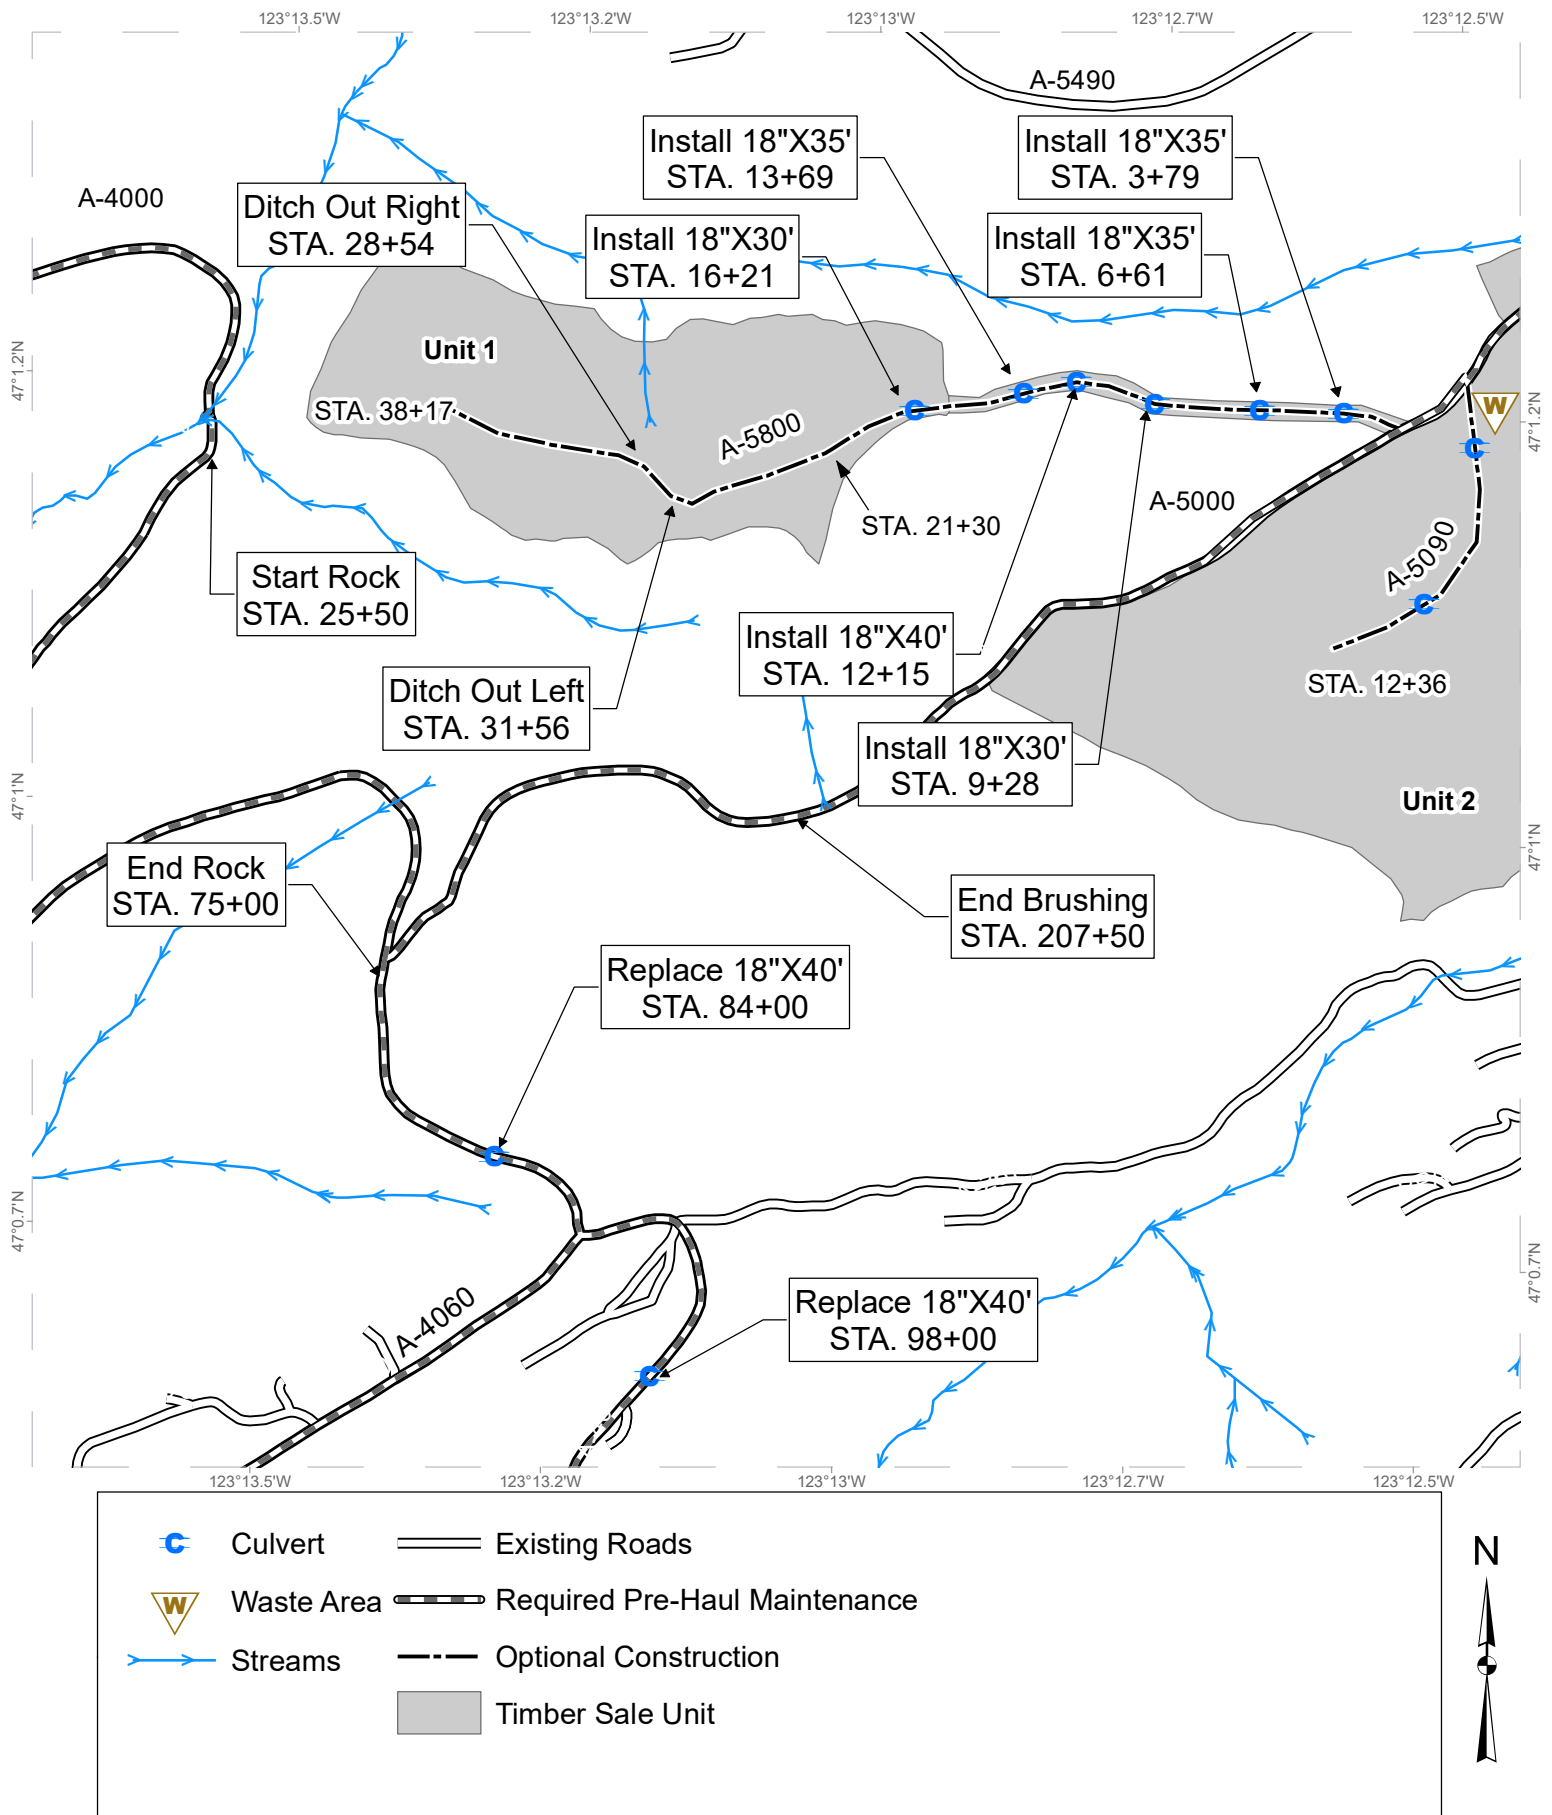 123°13.5'W
123°13.2'W
123°13'W
123°12.7'W
123°12.5'W
A-5490
Install 18"X35'
STA. 13+69
Install 18"X35'
STA. 3+79
A-4000
Ditch Out Right
STA. 28+54
Install 18"X30'
STA. 16+21
Install 18"X35'
STA. 6+61
Unit 1
47°1.2'N
STA. 38+17
A-5800
C
C
C
C
C
C
W
47°1.2'N
C
A-5000
STA. 21+30
A-5090
Start Rock
STA. 25+50
C
Install 18"X40'
STA. 12+15
Ditch Out Left
STA. 31+56
STA. 12+36
Install 18"X30'
STA. 9+28
47°1'N
Unit 2
47°1'N
End Rock
STA. 75+00
End Brushing
STA. 207+50
Replace 18"X40'
STA. 84+00
C
47°0.7'N
47°0.7'N
A-4060
Replace 18"X40'
STA. 98+00
C
123°13.5'W
123°13.2'W
123°13'W
123°12.7'W
123°12.5'W
C Culvert
Existing Roads
W Waste Area
Required Pre-Haul Maintenance
Streams
Optional Construction
Timber Sale Unit
N